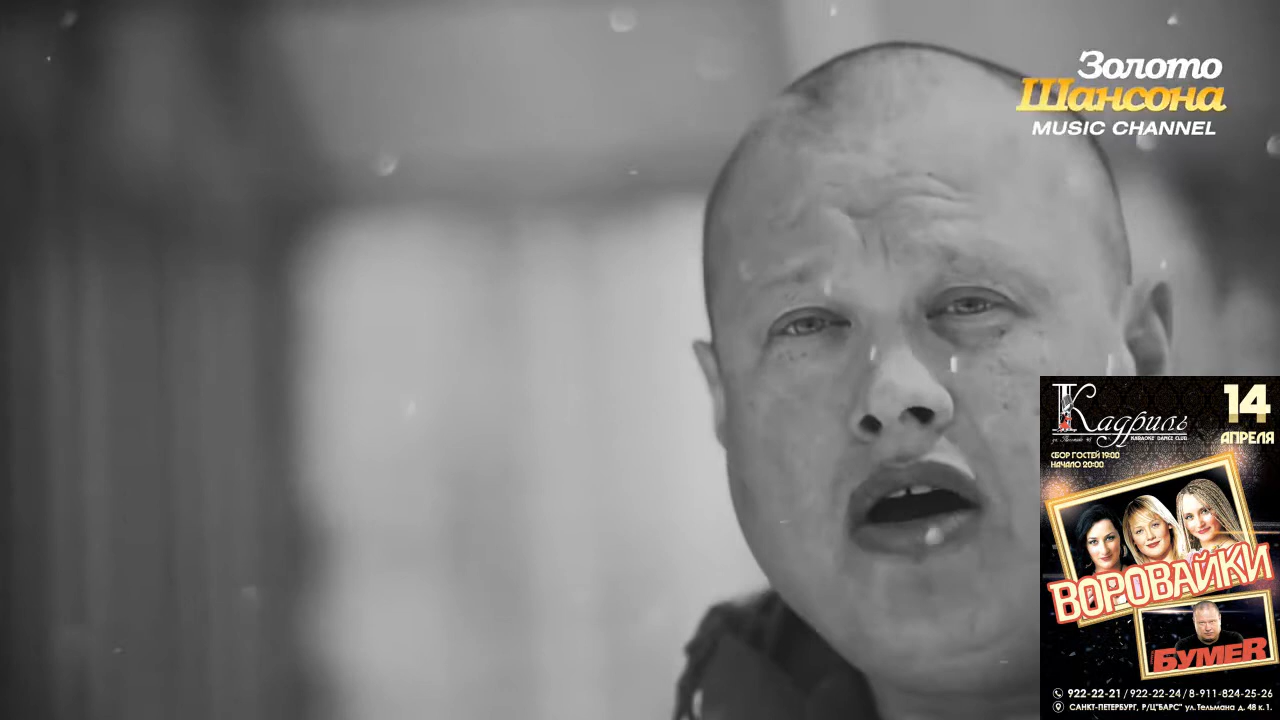 Золото
Шансона
MUSIC CHANNEL
Кадриль
KARAOKE DANCE CLUB
14
АПРЕЛЯ
СБОР ГОСТЕЙ 19:00
НАЧАЛО 20:00
ВОРОВАЙКИ
БУМЕR
922-22-21 / 922-22-24 / 8-911-824-25-26
САНКТ-ПЕТЕРБУРГ, Р/Ц"БАРС" ул.Тельмана д. 48 к.1.